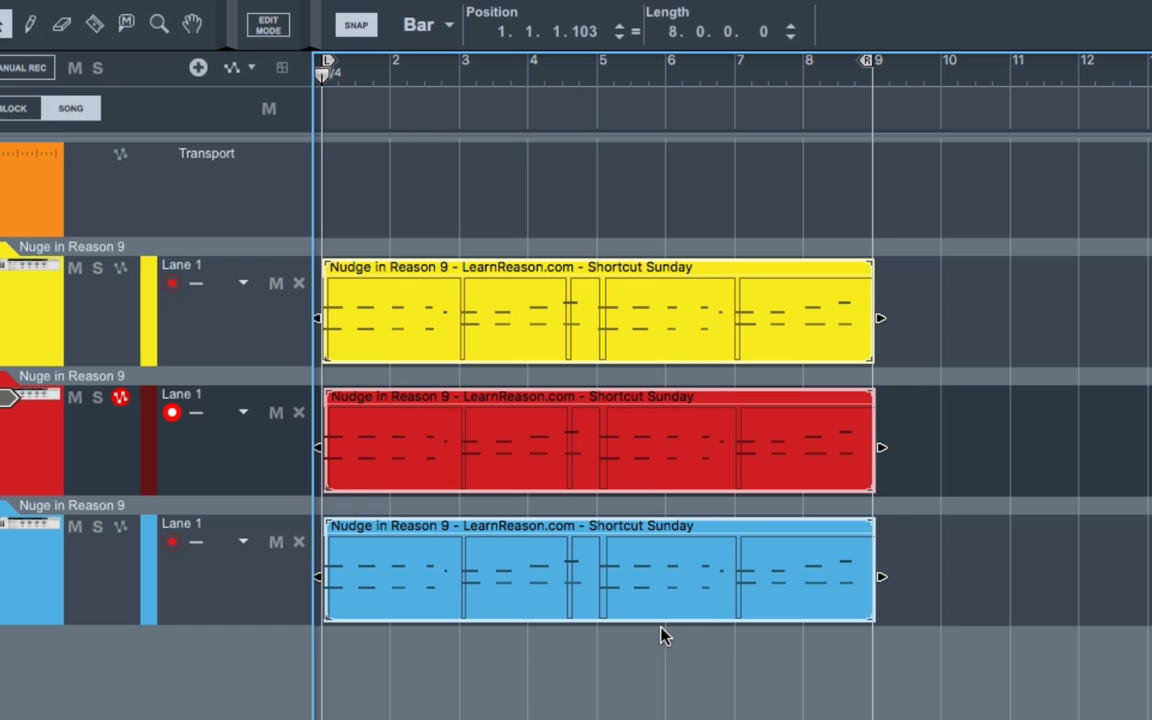 EDIT MODE
SNAP
Bar
Position
1. 1. 1.103
=
Length
8. 0. 0. 0
ANUAL REC
M S
/4
2 3 4 5 6 7 8 9 10 11 12
L
R
LOCK
SONG
M
Transport
Nuge in Reason 9
M S
Lane 1
M
Nudge in Reason 9 - LearnReason.com - Shortcut Sunday
Nuge in Reason 9
M S
Lane 1
M
Nudge in Reason 9 - LearnReason.com - Shortcut Sunday
Nuge in Reason 9
M S
Lane 1
M
Nudge in Reason 9 - LearnReason.com - Shortcut Sunday